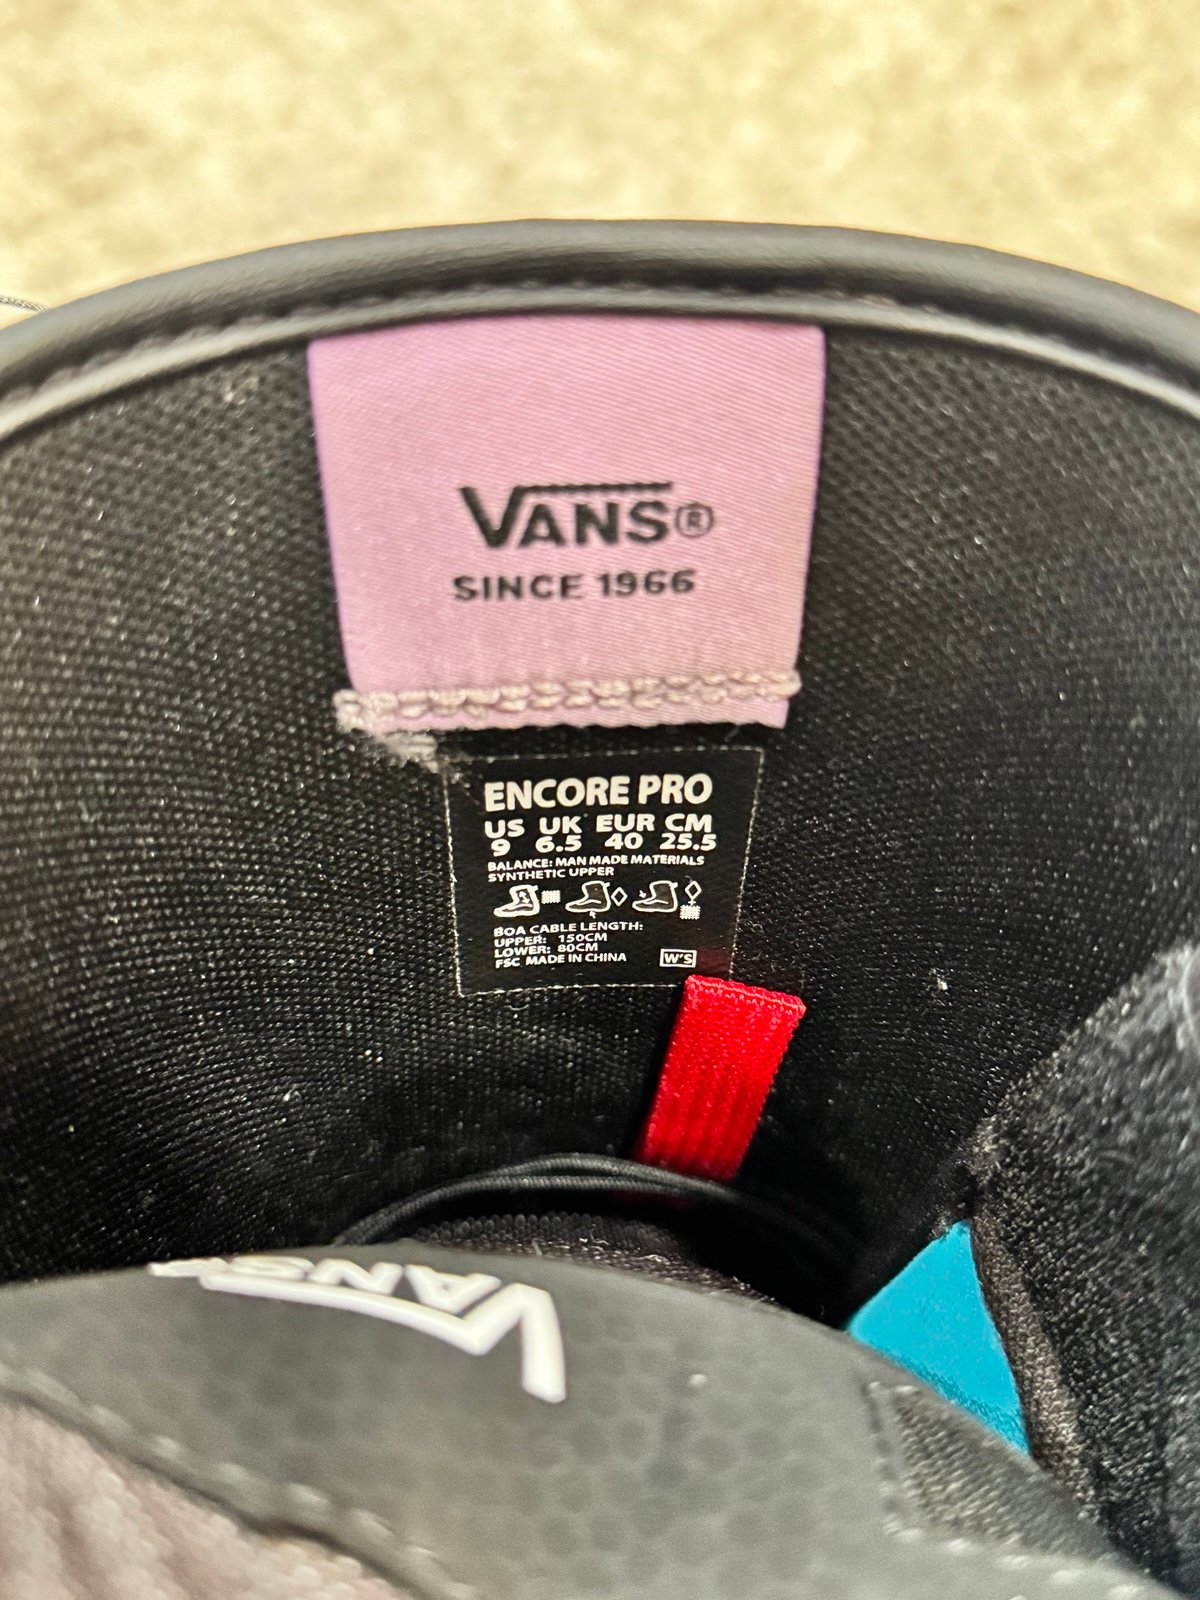 VANS®
SINCE 1966
ENCORE PRO
US UK EUR CM
9 6.5 40 25.5
BALANCE: MAN MADE MATERIALS
SYNTHETIC UPPER
BOA CABLE LENGTH:
UPPER: 150CM
LOWER: 80CM
FSC MADE IN CHINA
W'S
VANS